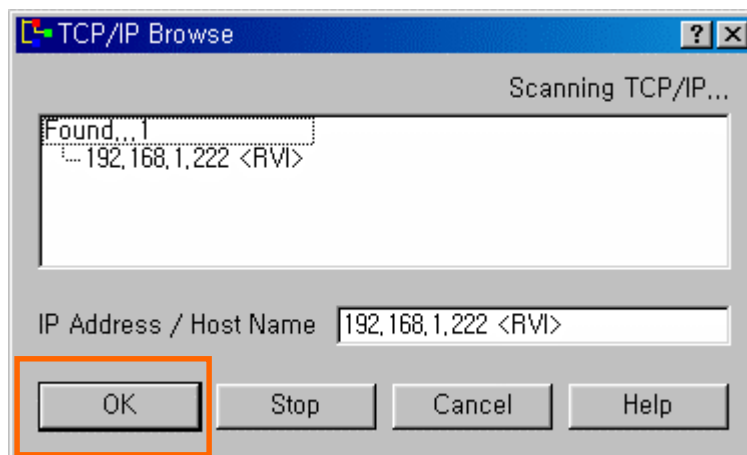 TCP/IP Browse
Scanning TCP/IP,,,
Found,,,1
192,168,1,222 <RVI>
IP Address / Host Name 192,168,1,222 <RVI>
OK Stop Cancel Help